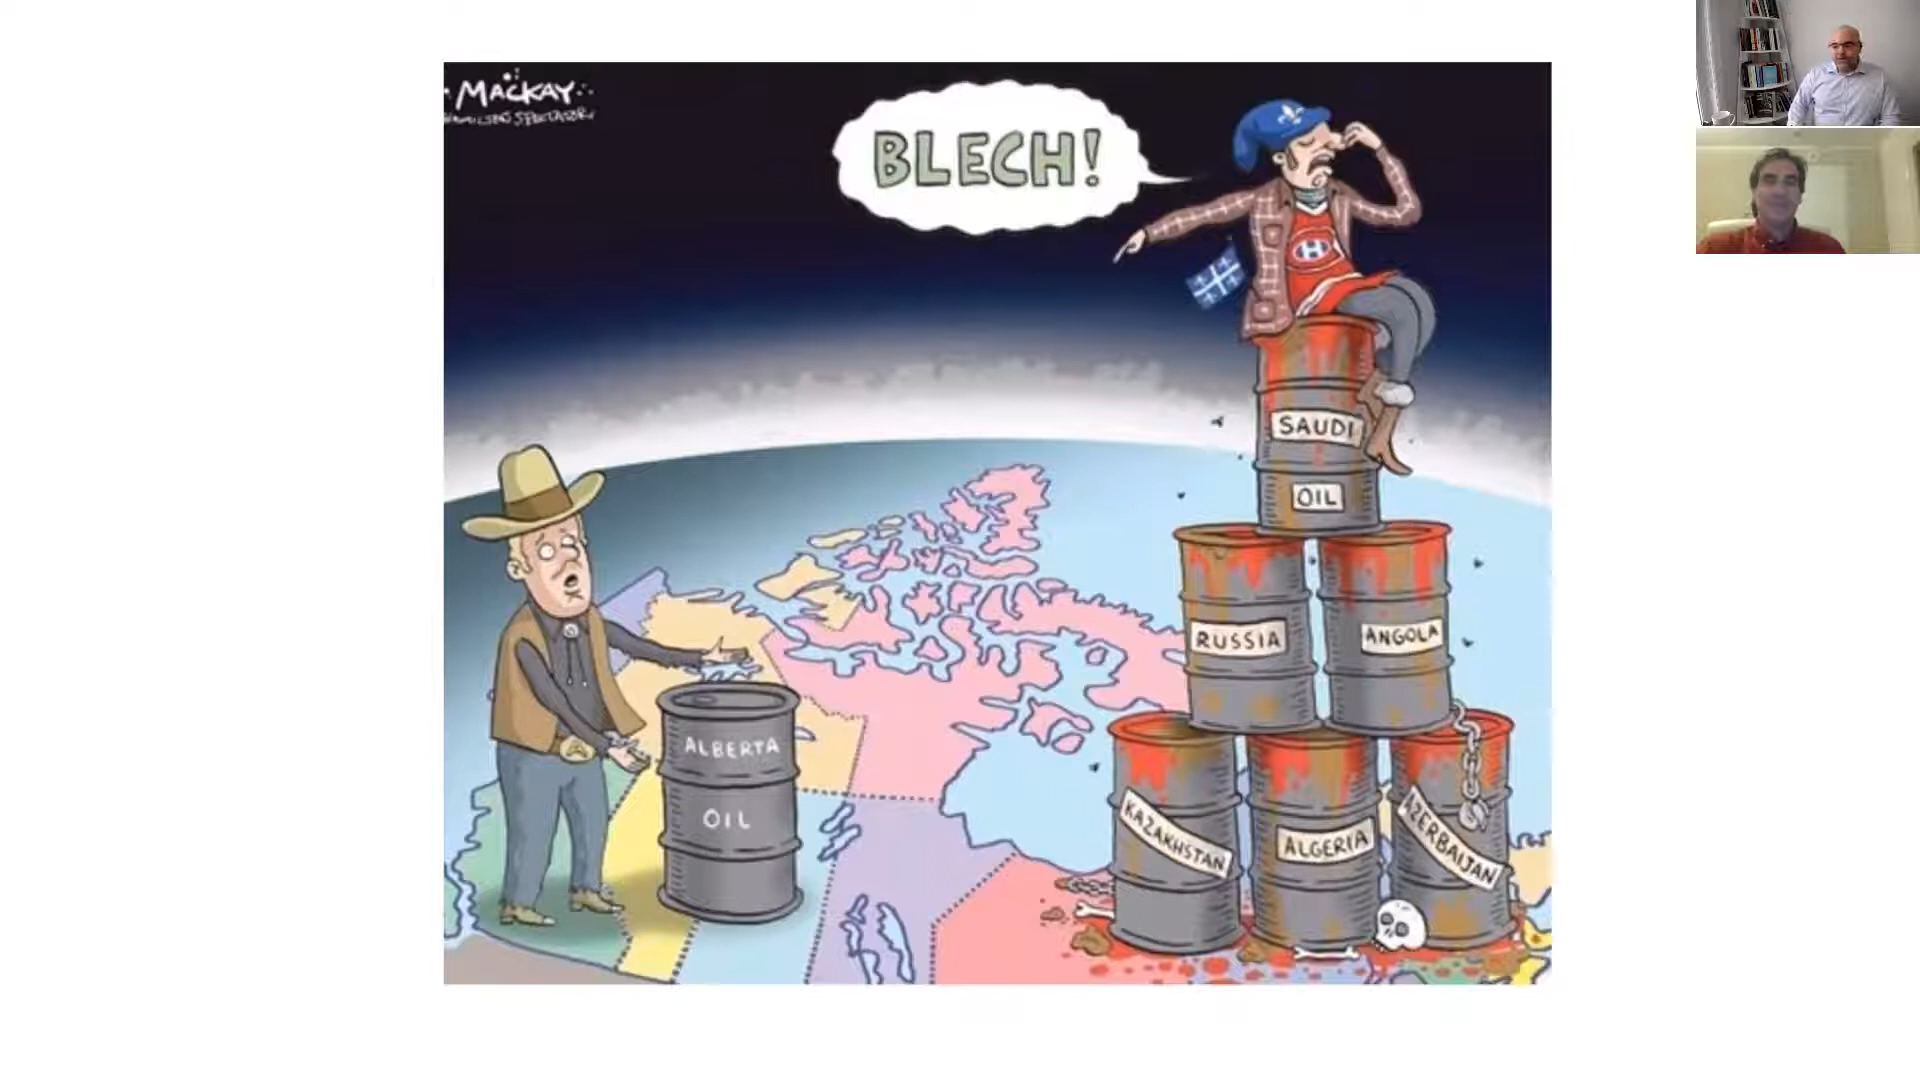 MACKAY
BLECH!
H
SAUDI
OIL
RUSSIA
ANGOLA
ALBERTA
OIL
KAZAKHSTAN
ALGERIA
AZERBAIJAN